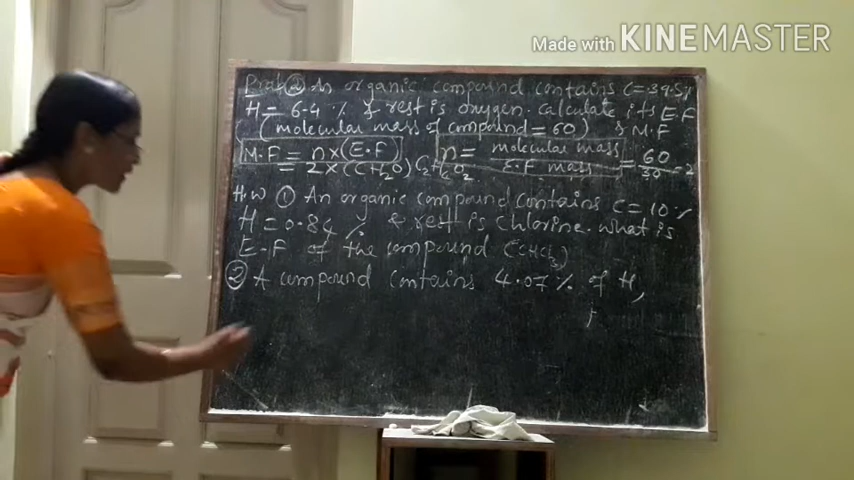 Made with KINEMASTER
Prob ② An organic compound contains C = 39.5%
H = 6.4 % & rest is oxygen. calculate its E.F
(molecular mass of compound = 60) & M.F
M.F = n×(E.F) n = molecular mass / E.F mass = 60/30 = 2
= 2×(CH₂O) C₂H₄O₂
H.W ① An organic compound contains C = 10%
H = 0.84 % & rest is chlorine. what is
E.F of the compound (CHCl₃)
② A compound contains 4.07% of H,